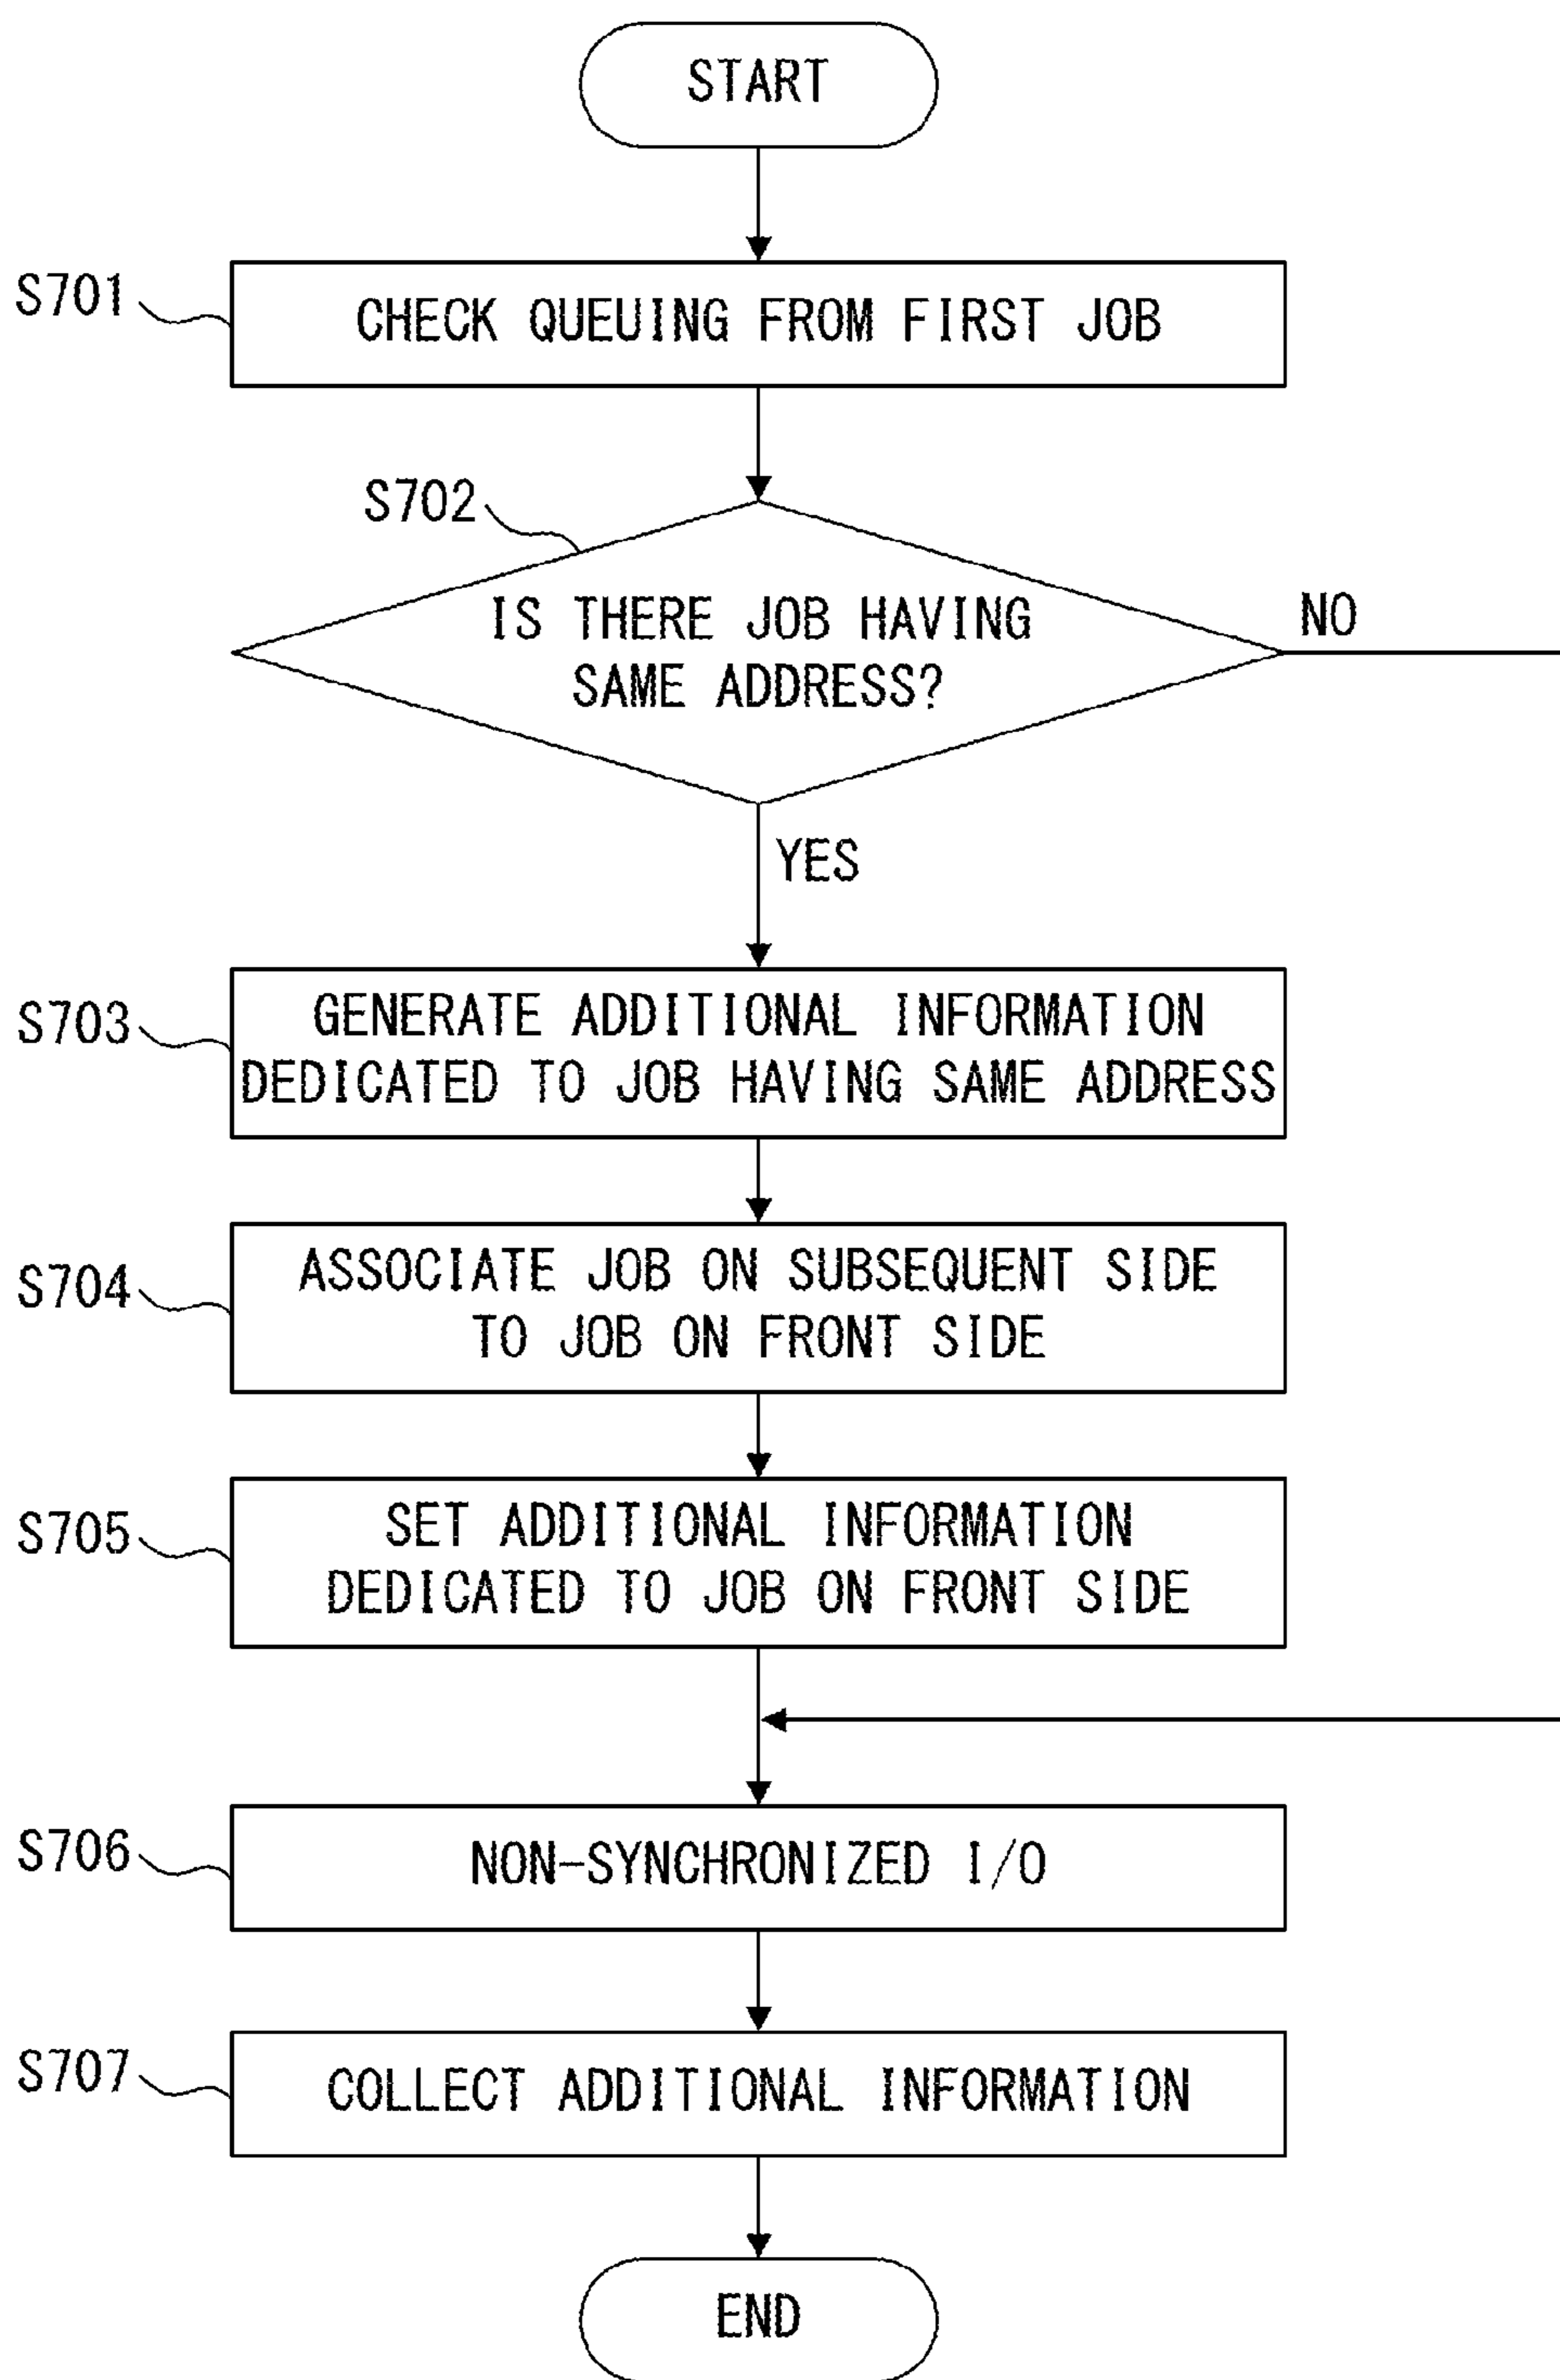 START
S701
CHECK QUEUING FROM FIRST JOB
S702
IS THERE JOB HAVING
SAME ADDRESS?
NO
YES
S703
GENERATE ADDITIONAL INFORMATION
DEDICATED TO JOB HAVING SAME ADDRESS
S704
ASSOCIATE JOB ON SUBSEQUENT SIDE
TO JOB ON FRONT SIDE
S705
SET ADDITIONAL INFORMATION
DEDICATED TO JOB ON FRONT SIDE
S706
NON-SYNCHRONIZED I/O
S707
COLLECT ADDITIONAL INFORMATION
END